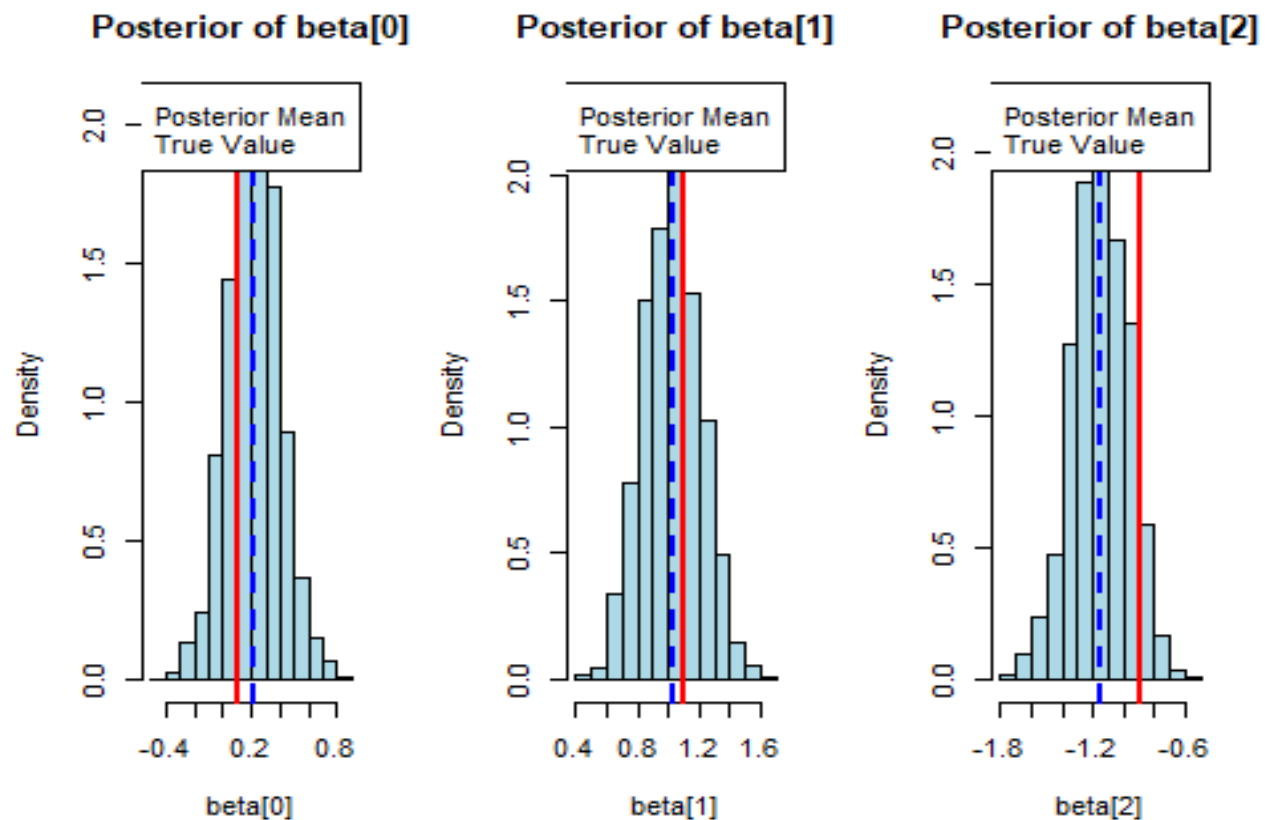 Posterior of beta[0]
Posterior Mean
True Value
Density
0.0 0.5 1.0 1.5 2.0
-0.4 0.2 0.8
beta[0]
Posterior of beta[1]
Posterior Mean
True Value
Density
0.0 0.5 1.0 1.5 2.0
0.4 0.8 1.2 1.6
beta[1]
Posterior of beta[2]
Posterior Mean
True Value
Density
0.0 0.5 1.0 1.5 2.0
-1.8 -1.2 -0.6
beta[2]